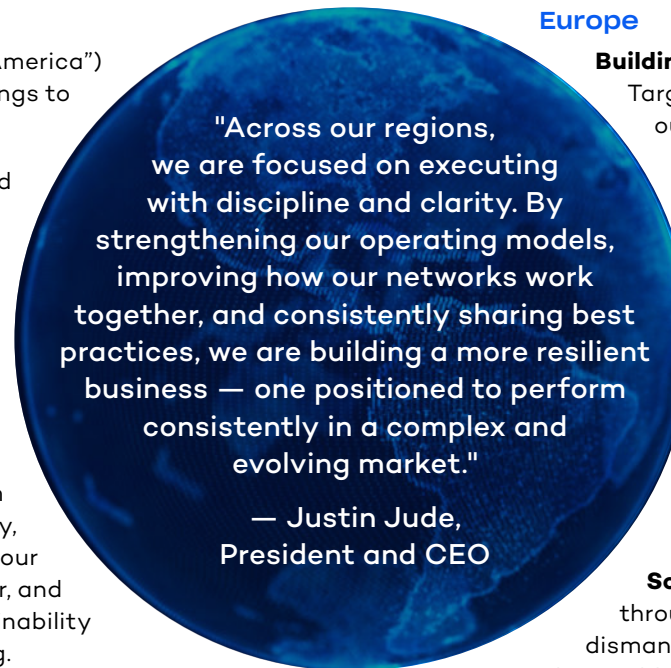 Europe
America")
ngs to
d
"Across our regions,
we are focused on executing
with discipline and clarity. By
strengthening our operating models,
improving how our networks work
together, and consistently sharing best
practices, we are building a more resilient
business — one positioned to perform
consistently in a complex and
evolving market."
— Justin Jude,
President and CEO
y,
our
r, and
nability
g.
Buildin
Targ
ou
So
throu
disman